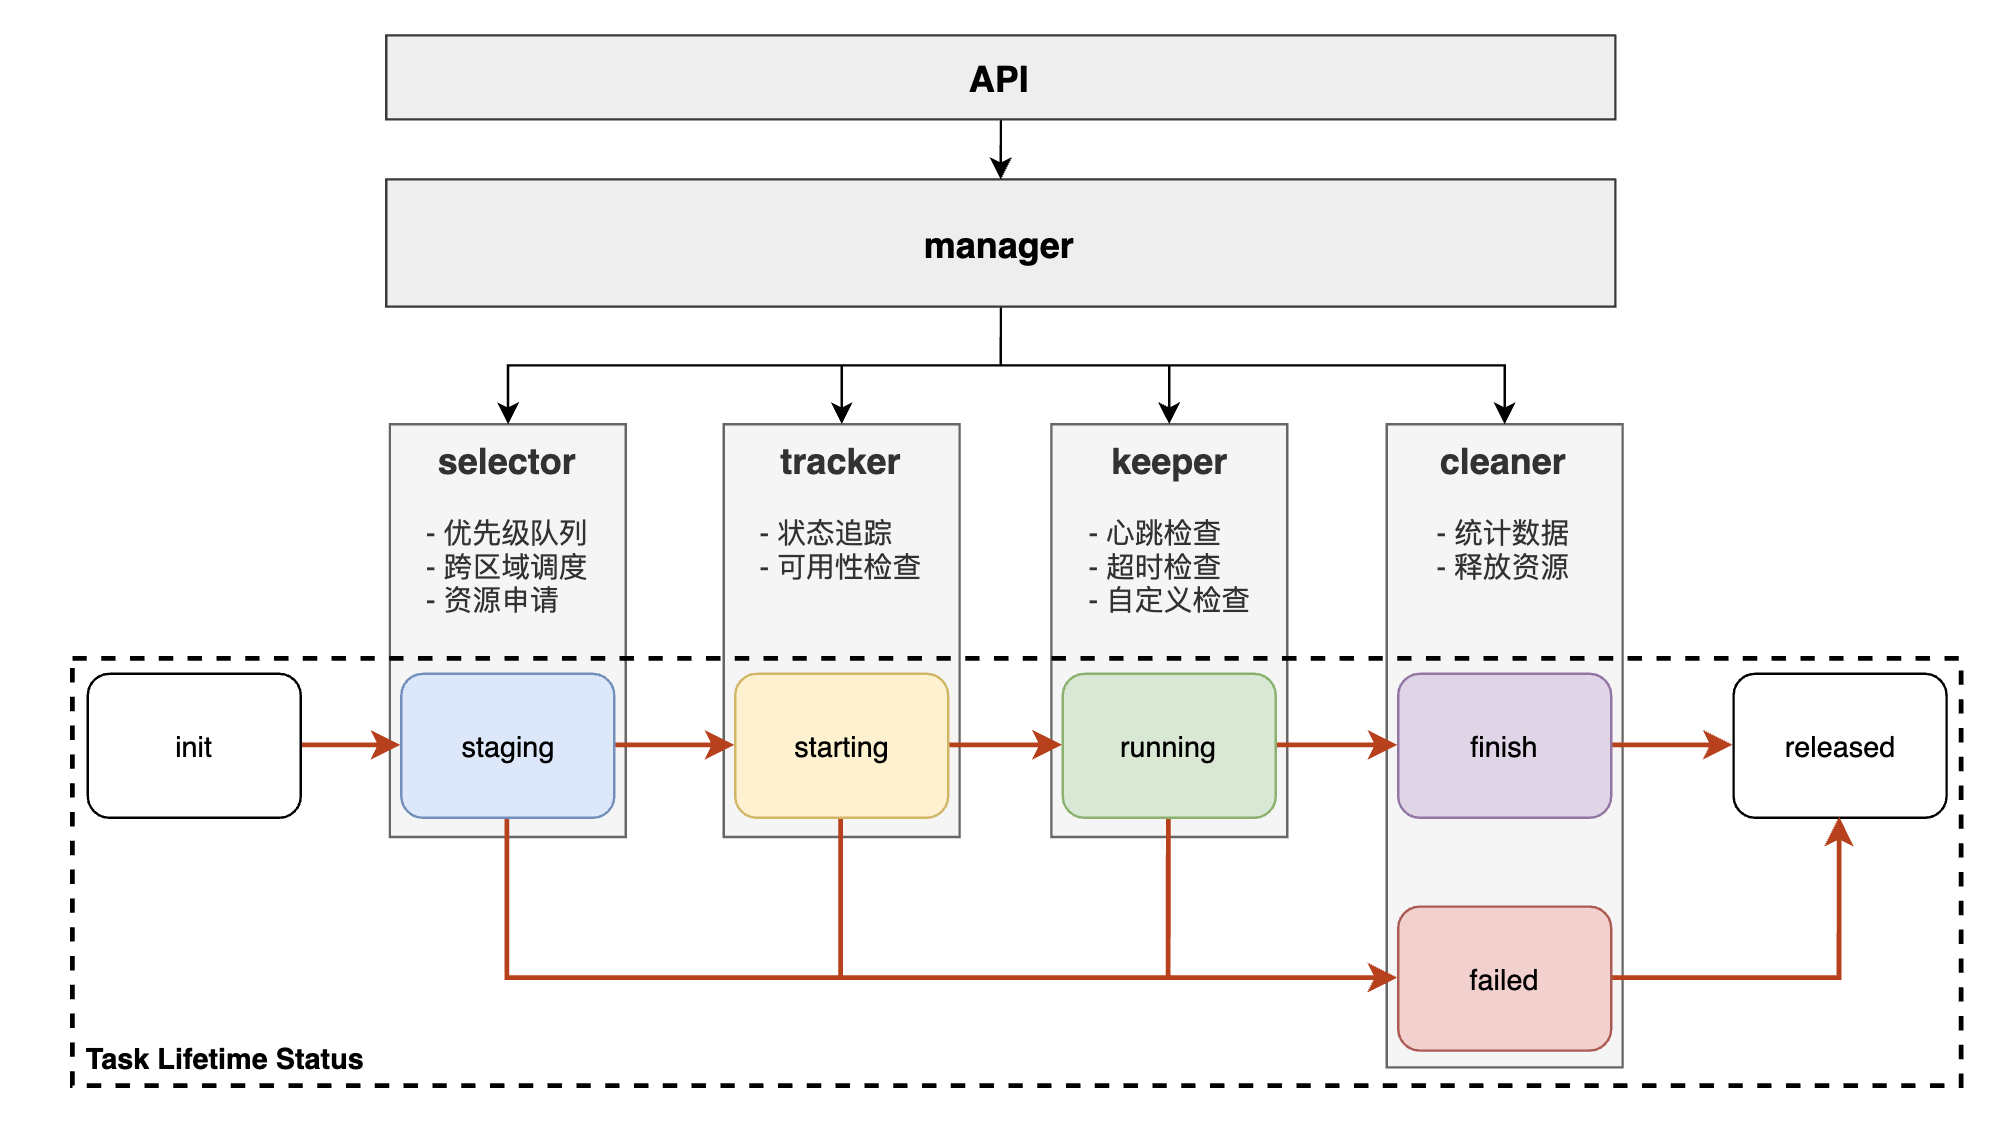 API
manager
selector
- 优先级队列
- 跨区域调度
- 资源申请
tracker
- 状态追踪
- 可用性检查
keeper
- 心跳检查
- 超时检查
- 自定义检查
cleaner
- 统计数据
- 释放资源
init
staging
starting
running
finish
released
failed
Task Lifetime Status